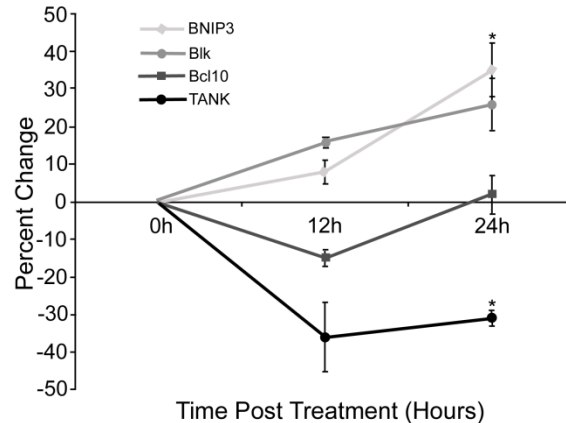 50
40
30
20
10
0
-10
-20
-30
-40
-50
Percent Change
BNIP3
Blk
Bcl10
TANK
*
*
0h 12h 24h
Time Post Treatment (Hours)